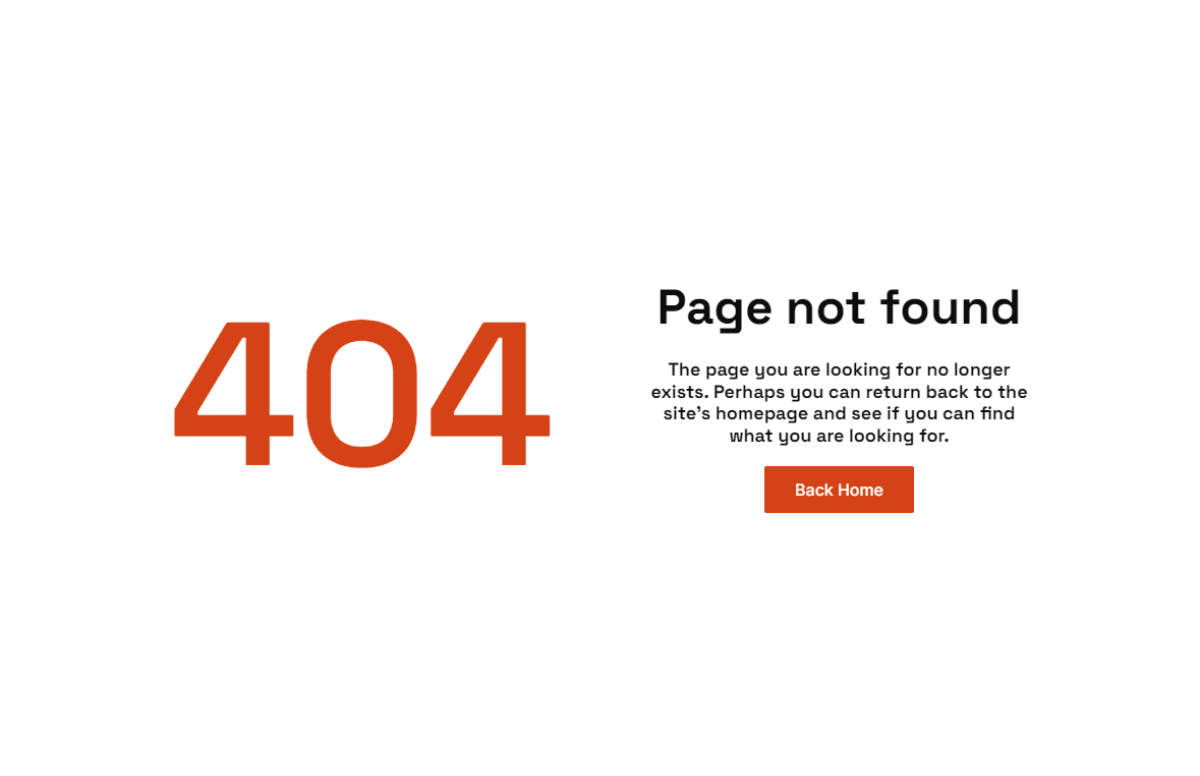 404
Page not found
The page you are looking for no longer
exists. Perhaps you can return back to the
site's homepage and see if you can find
what you are looking for.
Back Home